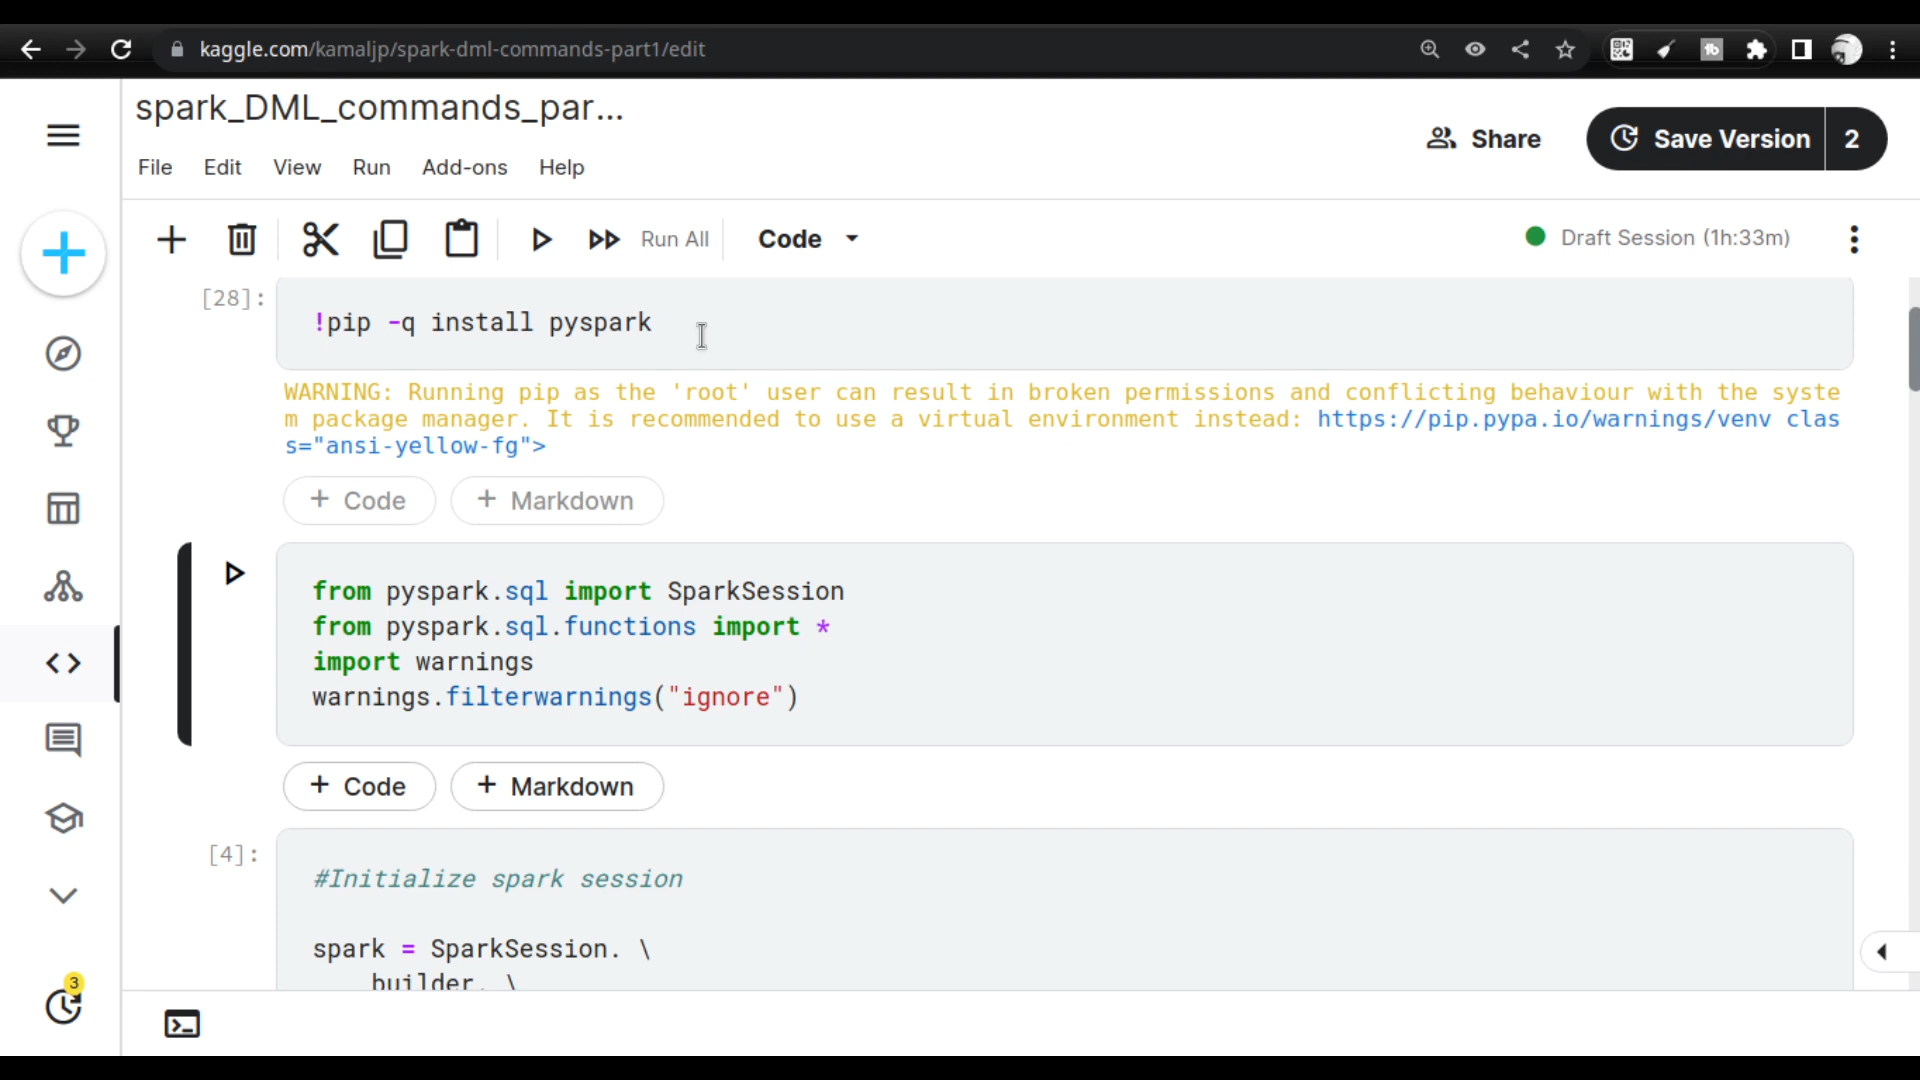 kaggle.com/kamaljp/spark-dml-commands-part1/edit
spark_DML_commands_par...
File Edit View Run Add-ons Help
Share
Save Version 2
Run All Code
Draft Session (1h:33m)
[28]:
!pip -q install pyspark
WARNING: Running pip as the 'root' user can result in broken permissions and conflicting behaviour with the syste
m package manager. It is recommended to use a virtual environment instead: https://pip.pypa.io/warnings/venv clas
s="ansi-yellow-fg">
+ Code + Markdown
from pyspark.sql import SparkSession
from pyspark.sql.functions import *
import warnings
warnings.filterwarnings("ignore")
+ Code + Markdown
[4]:
#Initialize spark session
spark = SparkSession. \
builder. \
3